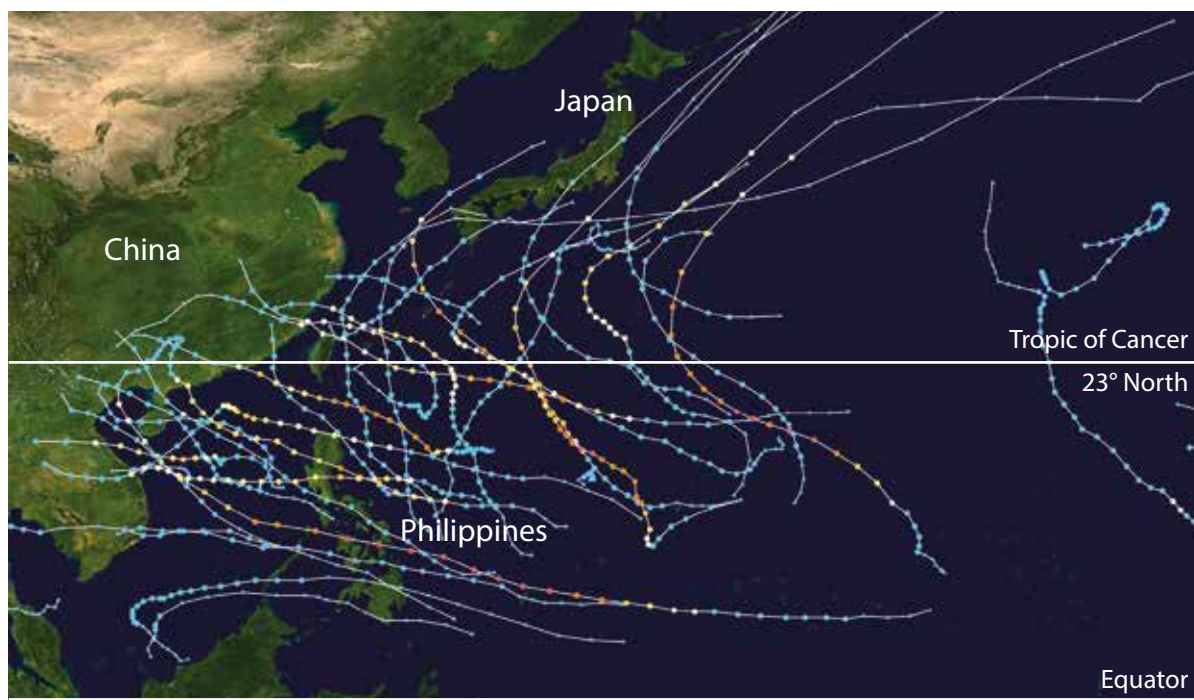 Japan
China
Tropic of Cancer
23° North
Philippines
Equator